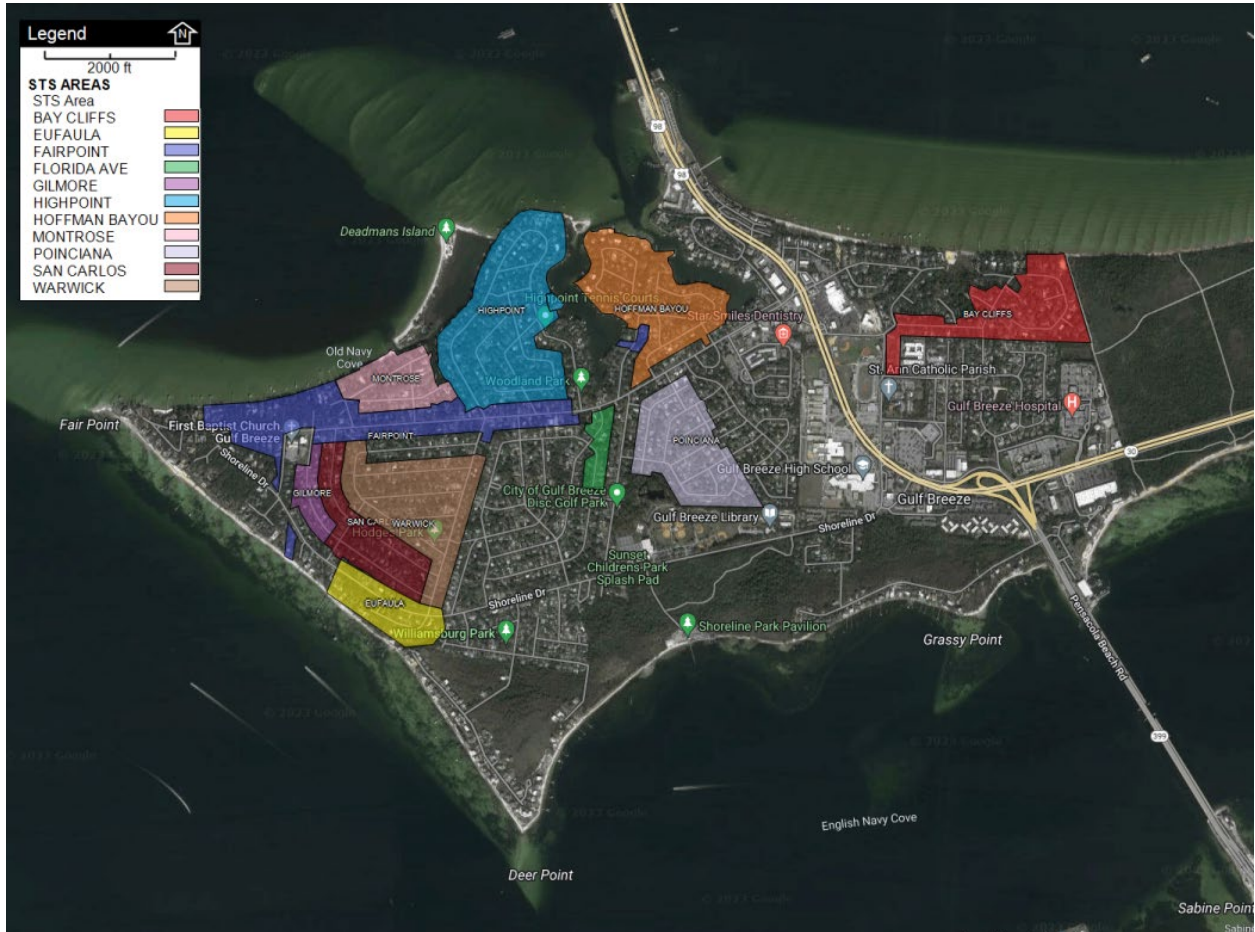 Legend
N
2000 ft
STS AREAS
STS Area
BAY CLIFFS
EUFAULA
FAIRPOINT
FLORIDA AVE
GILMORE
HIGHPOINT
HOFFMAN BAYOU
MONTROSE
POINCIANA
SAN CARLOS
WARWICK
© 2023 Google
98
98
Deadmans Island
HIGHPOINT
Highpoint Tennis Courts
HOFFMAN BAYOU
Star Smiles Dentistry
BAY CLIFFS
Old Navy
Cove
MONTROSE
Woodland Park
St. Ann Catholic Parish
Gulf Breeze Hospital
H
Fair Point
First Baptist Church
Gulf Breeze
FAIRPOINT
POINCIANA
30
Shoreline Dr
GILMORE
City of Gulf Breeze
Disc Golf Park
Gulf Breeze High School
Gulf Breeze
SAN CARLOS
WARWICK
Hodges Park
Gulf Breeze Library
Shoreline Dr
Sunset
Childrens Park
Splash Pad
EUFAULA
Shoreline Dr
Williamsburg Park
Shoreline Park Pavilion
Grassy Point
Pensacola Beach Rd
399
English Navy Cove
Deer Point
Sabine Point
Sabine